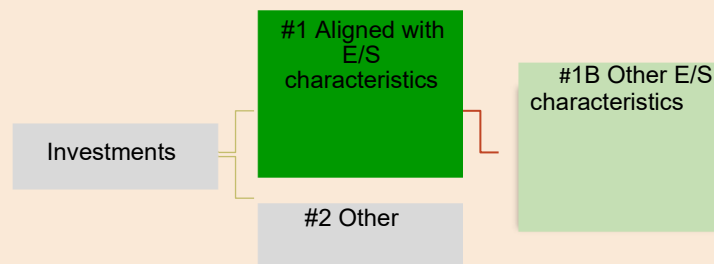 #1 Aligned with
E/S
characteristics
#1B Other E/S
characteristics
Investments
#2 Other